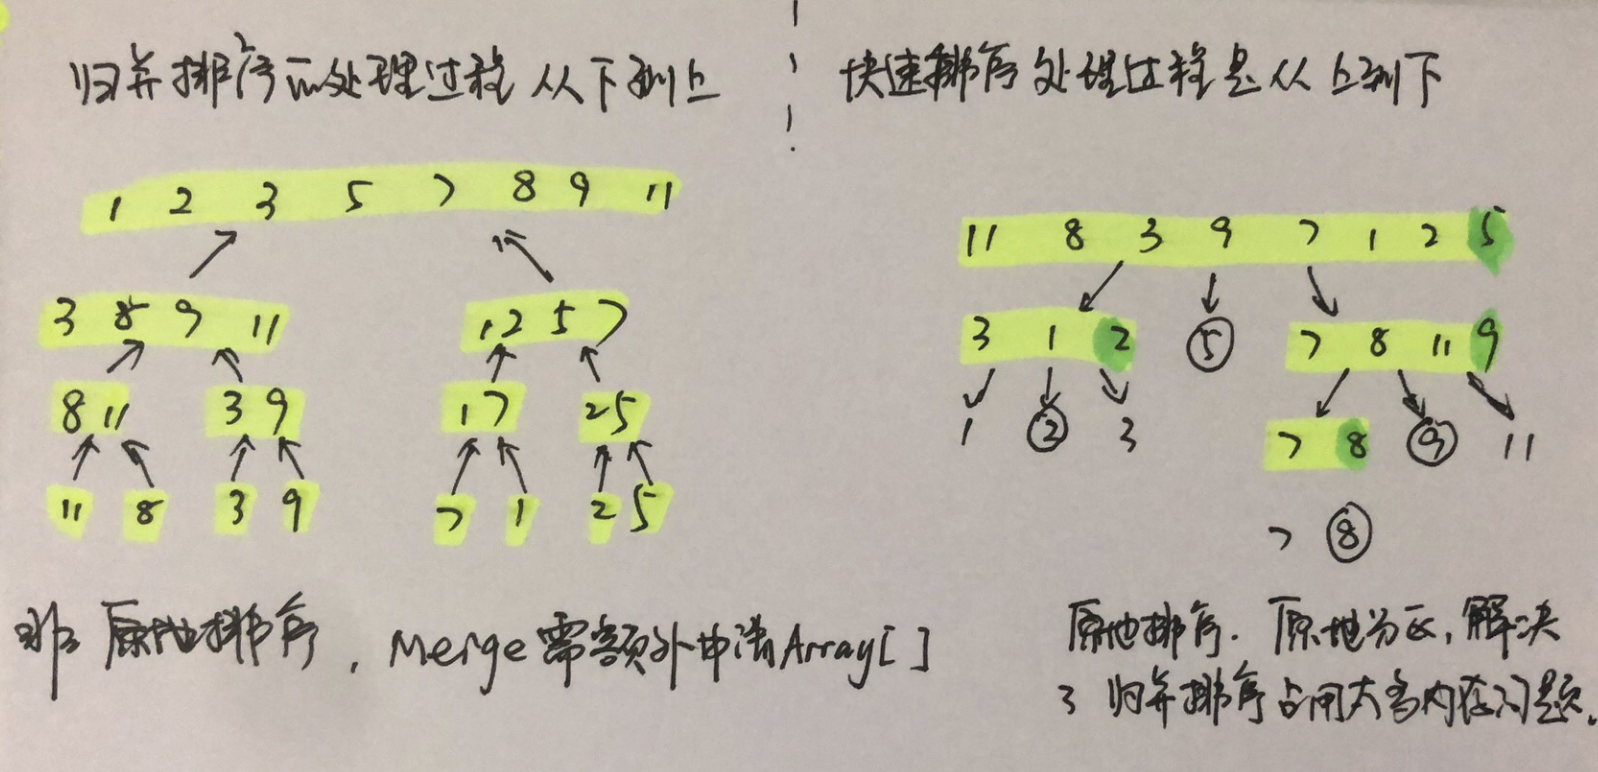 归并排序的处理过程 从下到上
1 2 3 5 7 8 9 11
3 8 9 11 1 2 5 7
8 11 3 9 1 7 2 5
11 8 3 9 7 1 2 5
非原地排序，Merge需额外申请Array[]
快速排序处理过程是从上到下
11 8 3 9 7 1 2 5
3 1 2 5 7 8 11 9
1 2 3 7 8 9 11
7 8
原地排序. 原地分区, 解决
了归并排序占用太多内存问题.